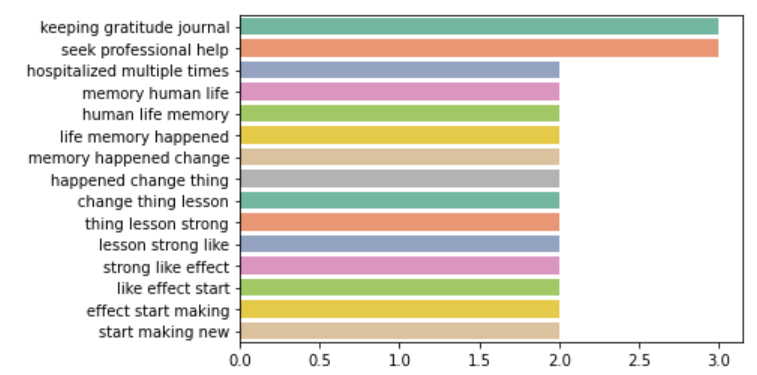 keeping gratitude journal
seek professional help
hospitalized multiple times
memory human life
human life memory
life memory happened
memory happened change
happened change thing
change thing lesson
thing lesson strong
lesson strong like
strong like effect
like effect start
effect start making
start making new
0.0 0.5 1.0 1.5 2.0 2.5 3.0